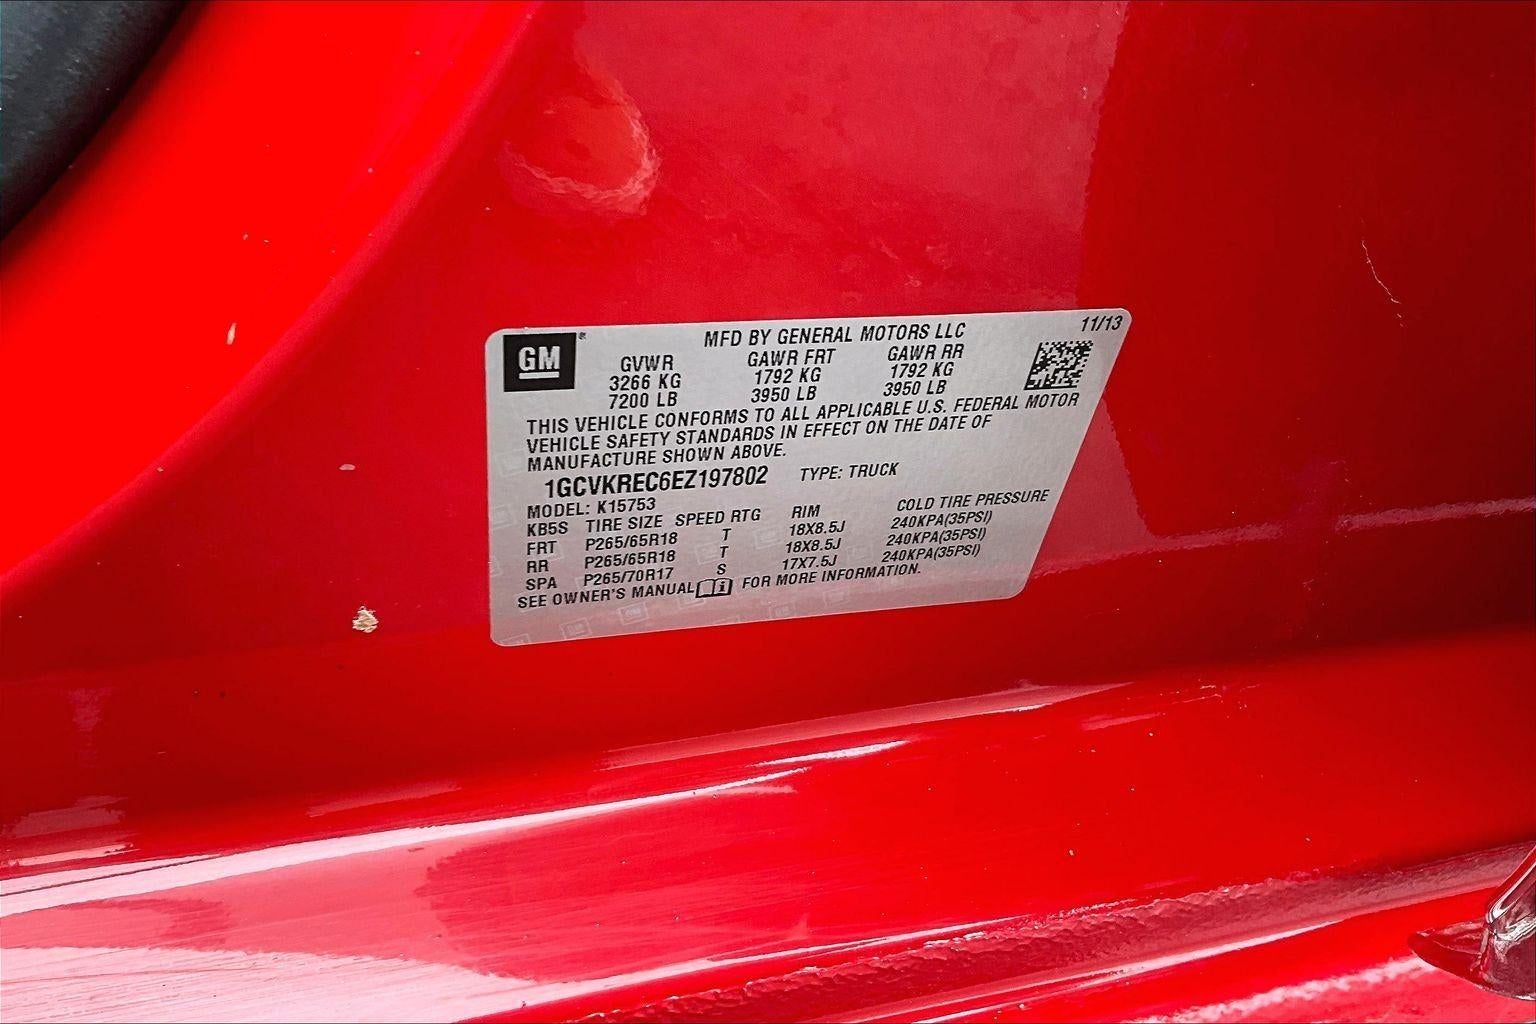 GM
MFD BY GENERAL MOTORS LLC 11/13
GVWR GAWR FRT GAWR RR
3266 KG 1792 KG 1792 KG
7200 LB 3950 LB 3950 LB
THIS VEHICLE CONFORMS TO ALL APPLICABLE U.S. FEDERAL MOTOR
VEHICLE SAFETY STANDARDS IN EFFECT ON THE DATE OF
MANUFACTURE SHOWN ABOVE.
1GCVKREC6EZ197802 TYPE: TRUCK
MODEL: K15753
KB5S TIRE SIZE SPEED RTG RIM COLD TIRE PRESSURE
FRT P265/65R18 T 18X8.5J 240KPA(35PSI)
RR P265/65R18 T 18X8.5J 240KPA(35PSI)
SPA P265/70R17 S 17X7.5J 240KPA(35PSI)
SEE OWNER'S MANUAL FOR MORE INFORMATION.